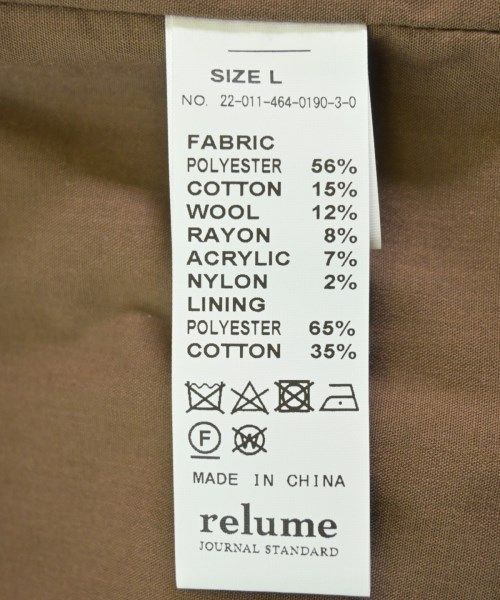 SIZE L
NO. 22-011-464-0190-3-0
FABRIC
POLYESTER 56%
COTTON 15%
WOOL 12%
RAYON 8%
ACRYLIC 7%
NYLON 2%
LINING
POLYESTER 65%
COTTON 35%
F W
MADE IN CHINA
relume
JOURNAL STANDARD